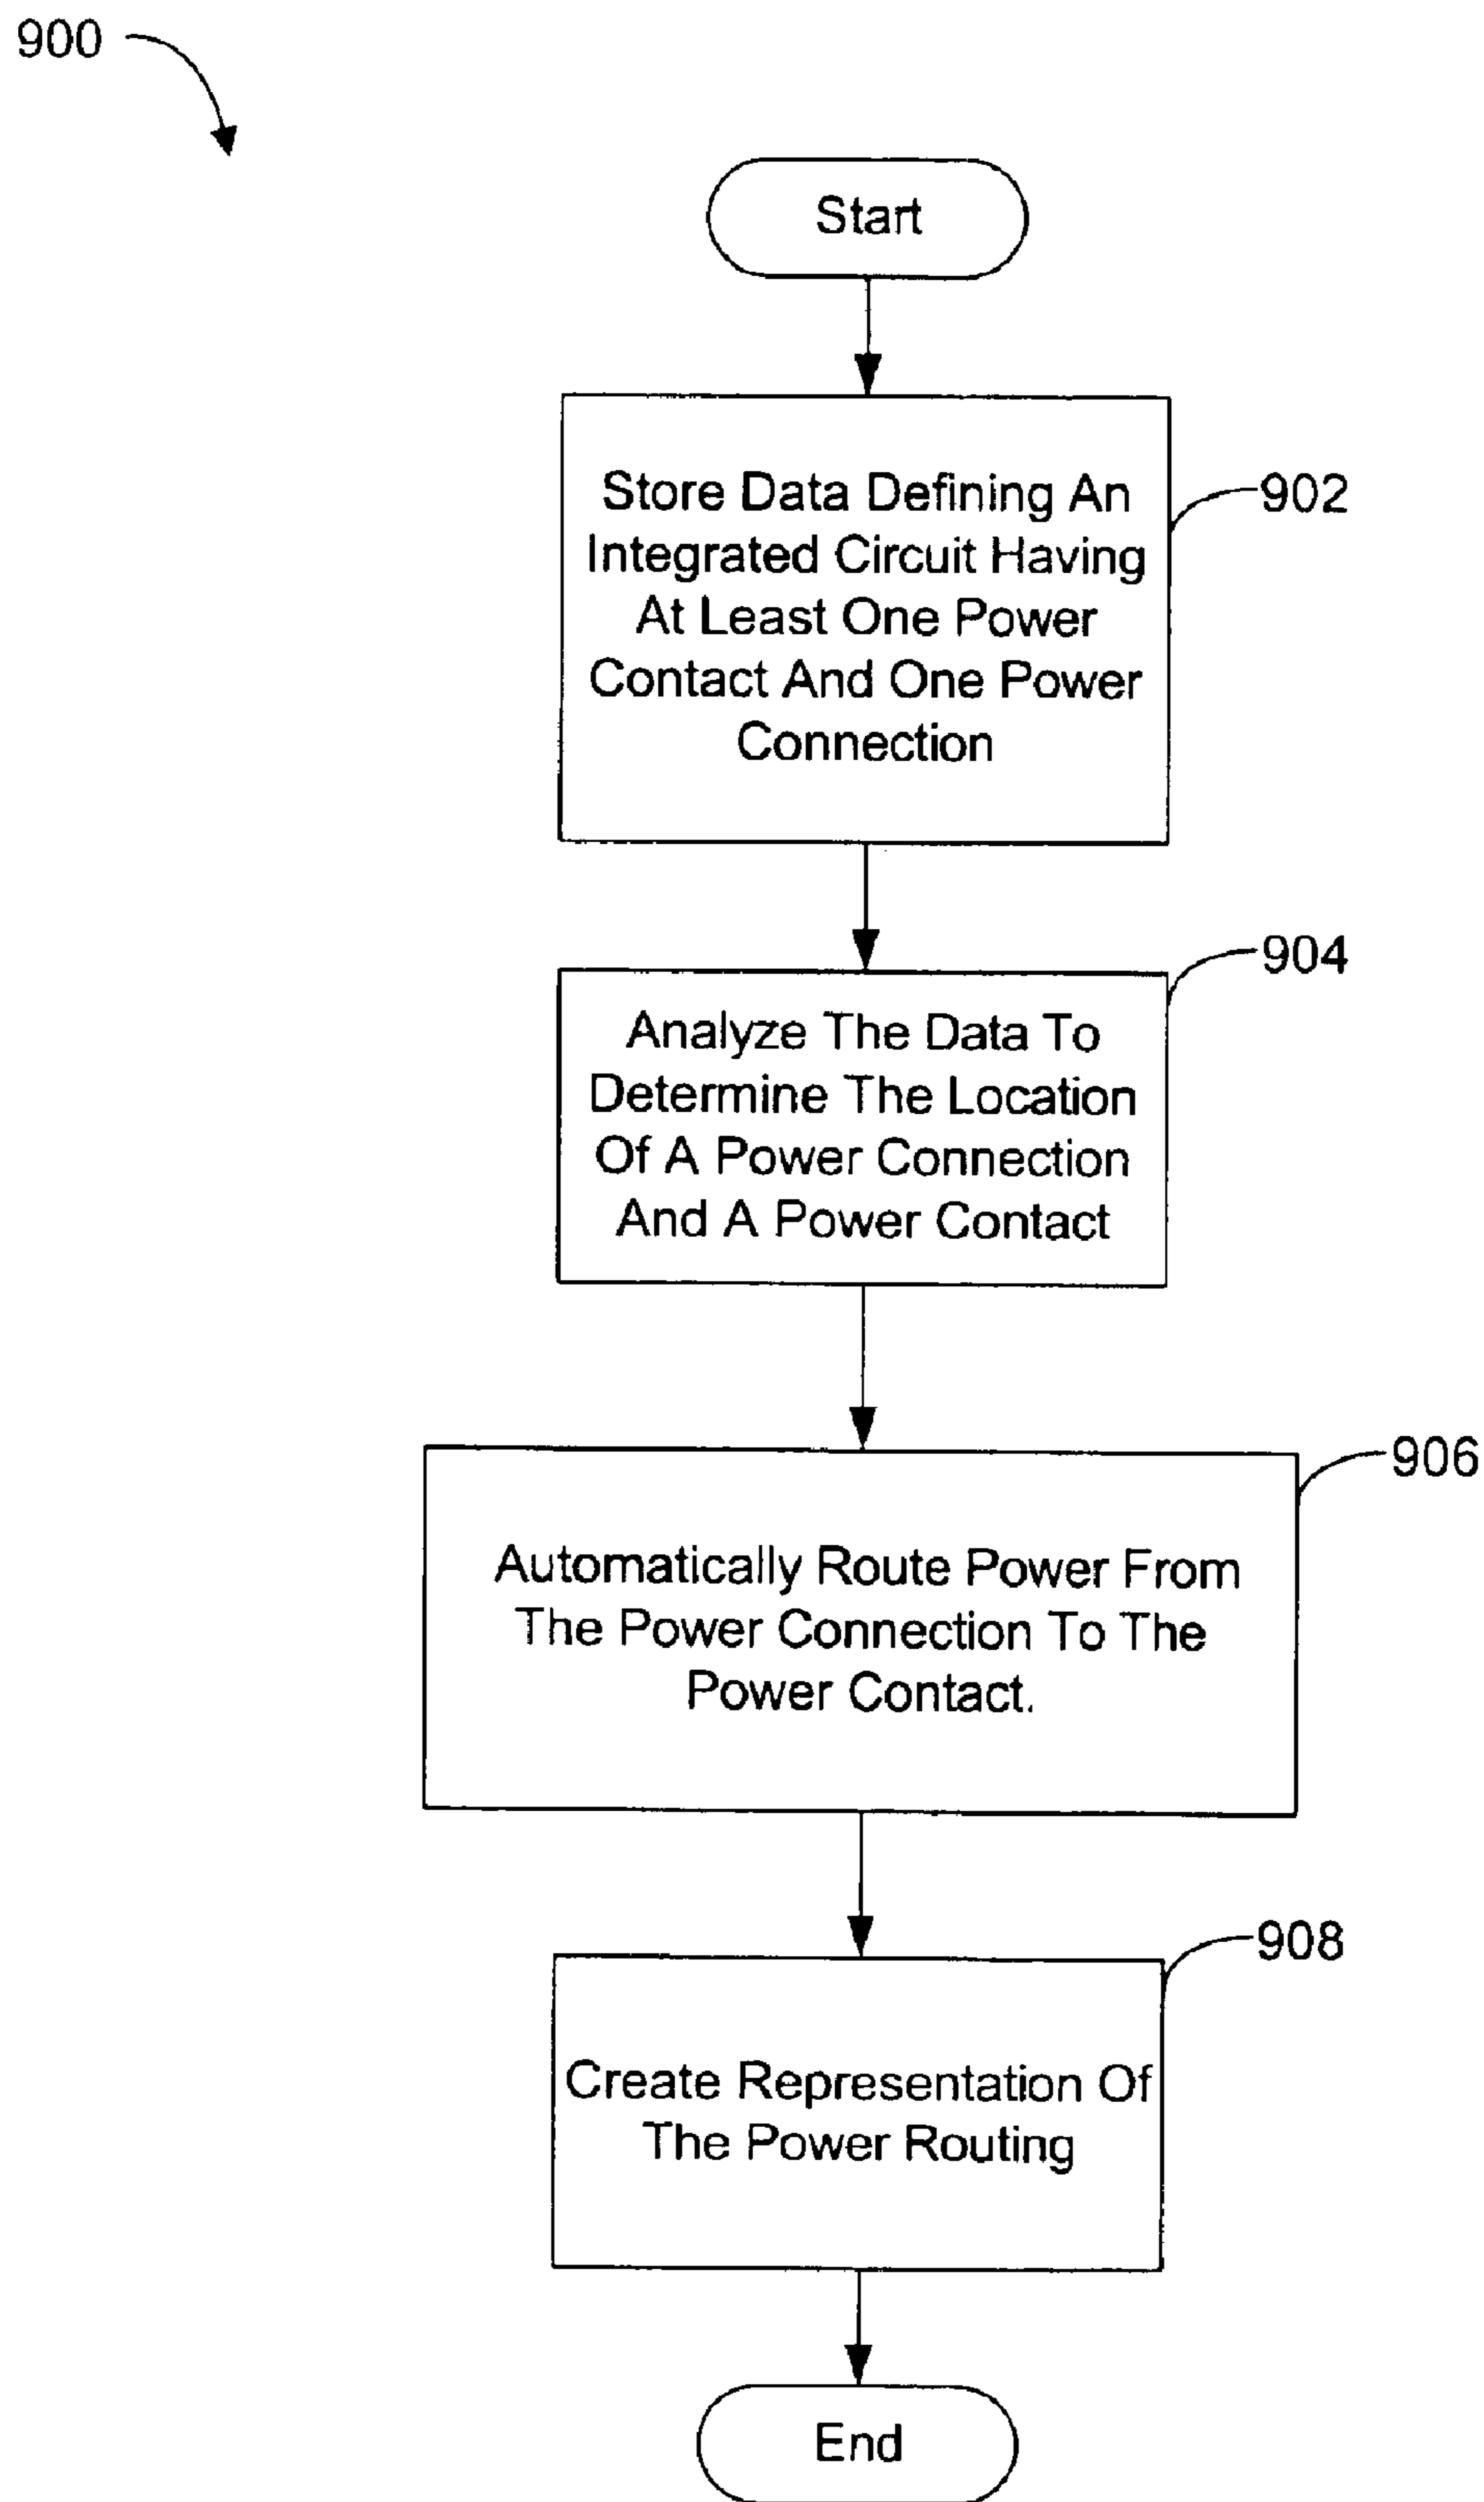 900
Start
Store Data Defining An
Integrated Circuit Having
At Least One Power
Contact And One Power
Connection
902
Analyze The Data To
Determine The Location
Of A Power Connection
And A Power Contact
904
Automatically Route Power From
The Power Connection To The
Power Contact.
906
Create Representation Of
The Power Routing
908
End